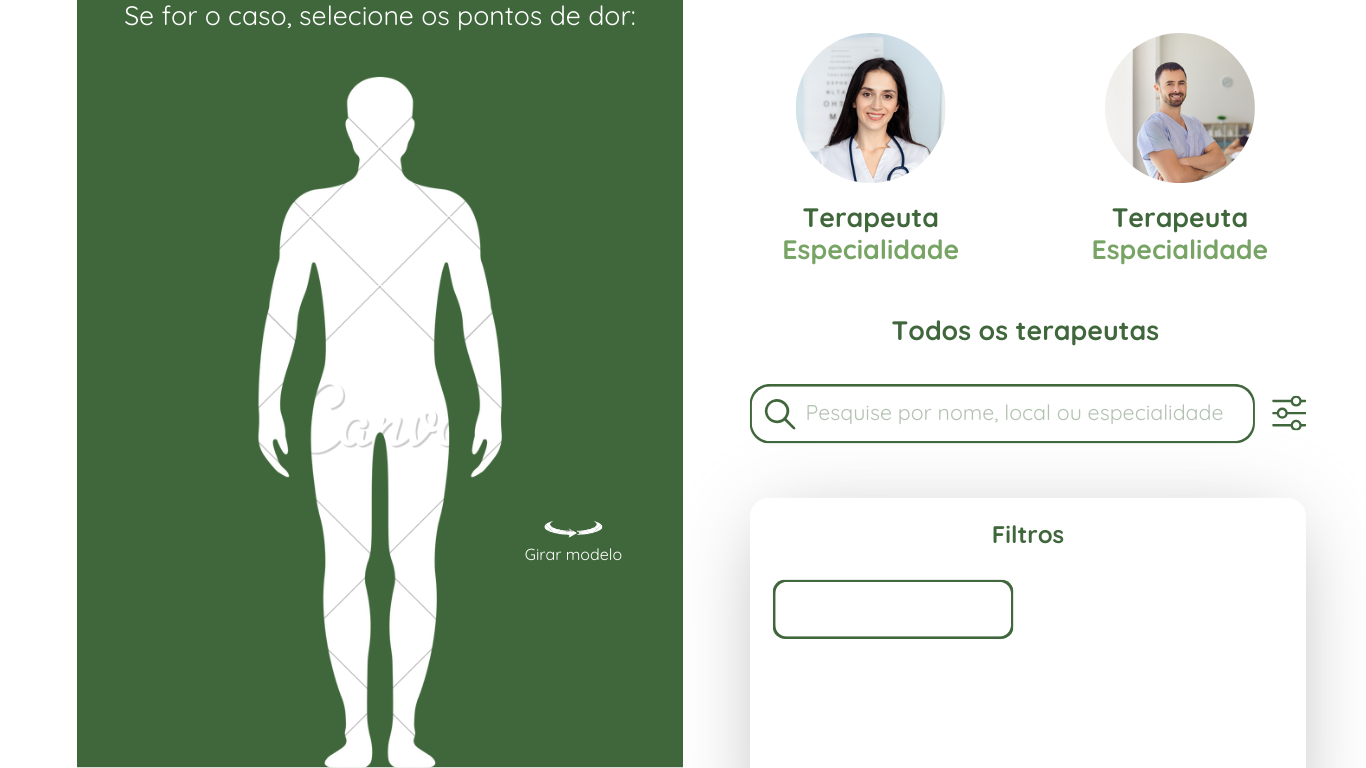 Se for o caso, selecione os pontos de dor:
Canv
Girar modelo
Terapeuta
Especialidade
Terapeuta
Especialidade
Todos os terapeutas
Pesquise por nome, local ou especialidade
Filtros